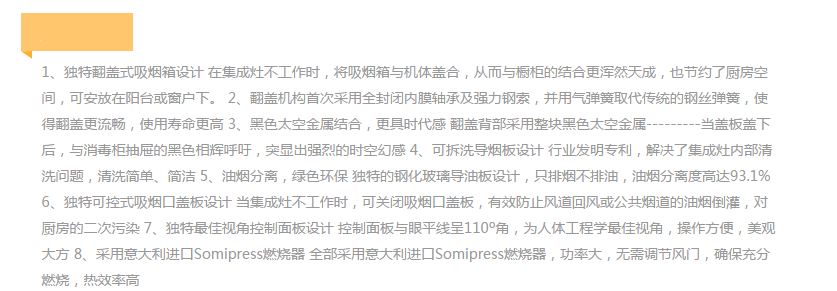 1、独特翻盖式吸烟箱设计 在集成灶不工作时，将吸烟箱与机体盖合，从而与橱柜的结合更浑然天成，也节约了厨房空
间，可安放在阳台或窗户下。 2、翻盖机构首次采用全封闭内膜轴承及强力钢索，并用气弹簧取代传统的钢丝弹簧，使
得翻盖更流畅，使用寿命更高 3、黑色太空金属结合，更具时代感 翻盖背部采用整块黑色太空金属---------当盖板盖下
后，与消毒柜抽屉的黑色相辉呼吁，突显出强烈的时空幻感 4、可拆洗导烟板设计 行业发明专利，解决了集成灶内部清
洗问题，清洗简单、简洁 5、油烟分离，绿色环保 独特的钢化玻璃导油板设计，只排烟不排油，油烟分离度高达93.1%
6、独特可控式吸烟口盖板设计 当集成灶不工作时，可关闭吸烟口盖板，有效防止风道回风或公共烟道的油烟倒灌，对
厨房的二次污染 7、独特最佳视角控制面板设计 控制面板与眼平线呈110º角，为人体工程学最佳视角，操作方便，美观
大方 8、采用意大利进口Somipress燃烧器 全部采用意大利进口Somipress燃烧器，功率大，无需调节风门，确保充分
燃烧，热效率高